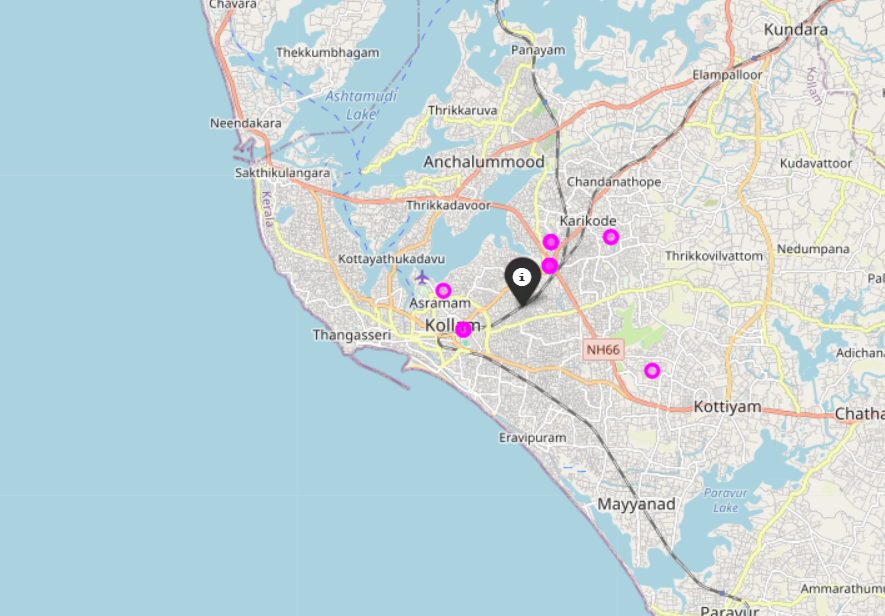 Chavara
Kundara
Thekkumbhagam
Panayam
Elampalloor
Kollam
Ashtamudi
Lake
Thrikkaruva
Neendakara
Anchalummood
Kudavattoor
Sakthikulangara
Chandanathope
Kerala
Thrikkadavoor
Karikode
Kottayathukadavu
Thrikkovilvattom
Nedumpana
Asramam
i
Kollam
Thangasseri
NH66
Adichana
Kottiyam
Chatha
Eravipuram
Mayyanad
Paravur
Lake
Ammarathum
Paravur